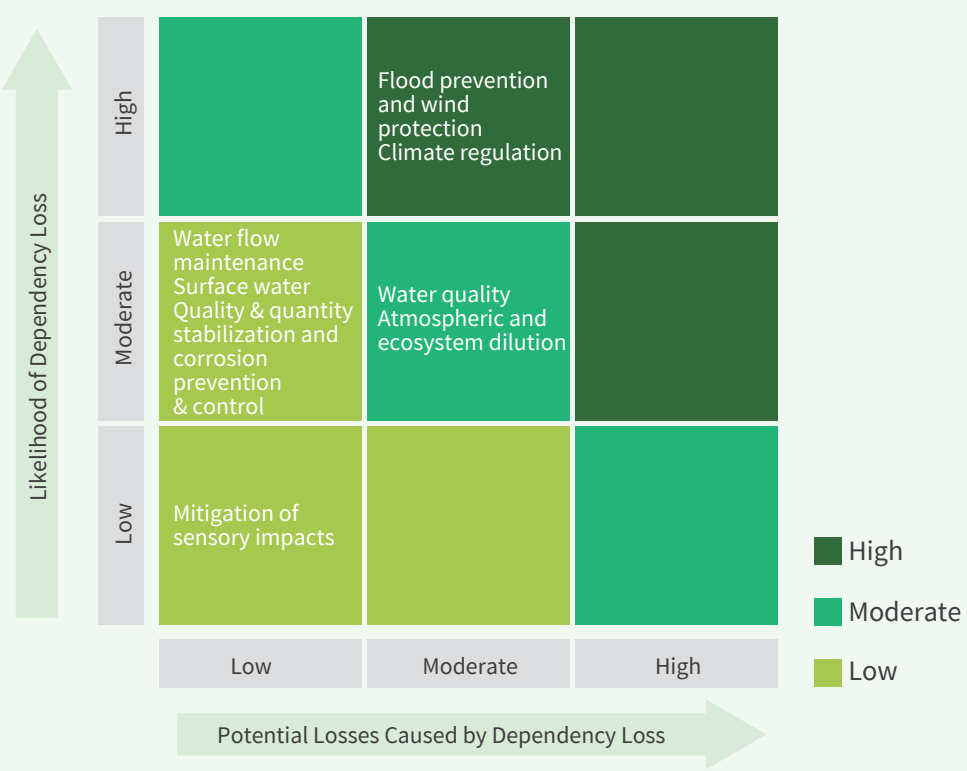 Likelihood of Dependency Loss
High
Flood prevention
and wind
protection
Climate regulation
Moderate
Water flow
maintenance
Surface water
Quality & quantity
stabilization and
corrosion
prevention
& control
Water quality
Atmospheric and
ecosystem dilution
Low
Mitigation of
sensory impacts
Low
Moderate
High
Potential Losses Caused by Dependency Loss
High
Moderate
Low